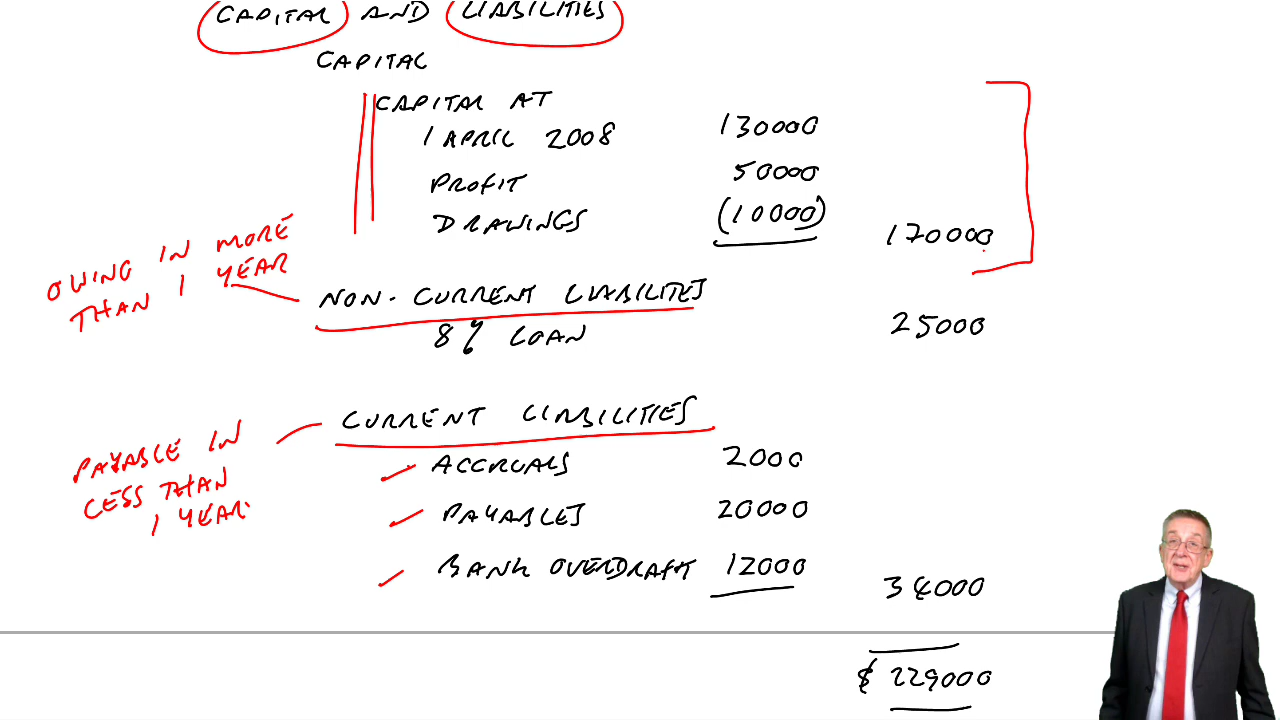 CAPITAL AND LIABILITIES
CAPITAL
CAPITAL AT
1 APRIL 2008 130000
PROFIT 50000
DRAWINGS (10000) 170000
OWING IN MORE
THAN 1 YEAR
NON-CURRENT LIABILITES
8% LOAN 25000
CURRENT LIABILITIES
PAYABLE IN
LESS THAN
1 YEAR.
ACCRUALS 2000
PAYABLES 20000
BANK OVERDRAFT 12000 34000
$ 229000